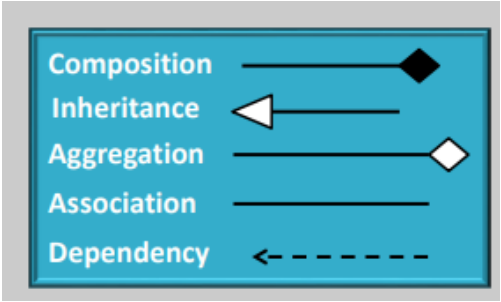 Composition
Inheritance
Aggregation
Association
Dependency